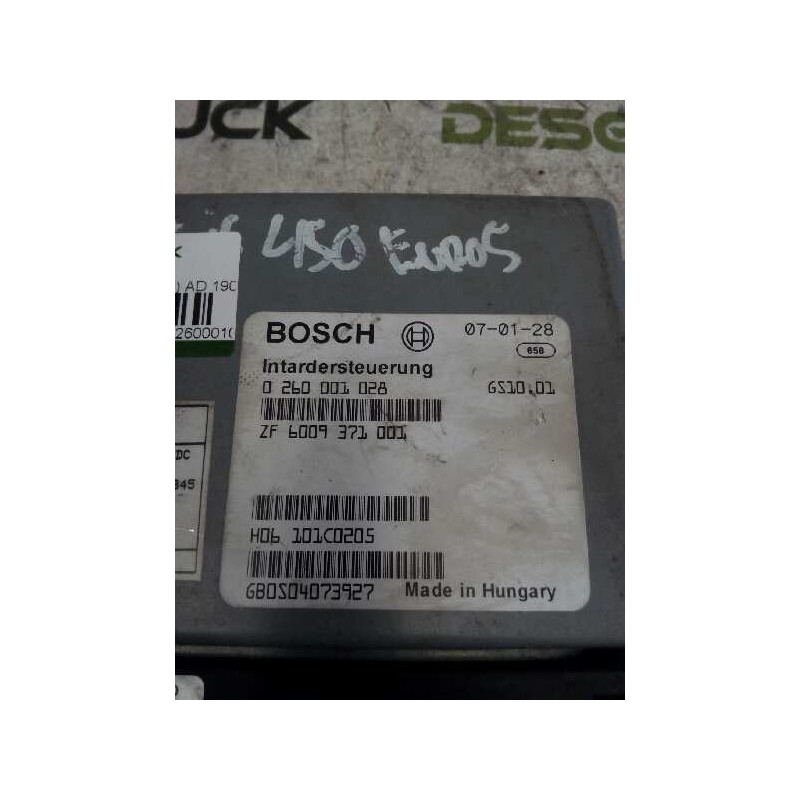 UCK DESG
450 Euro5
K
) AD 190
2600010
BOSCH 07-01-28
658
Intardersteuerung
0 260 001 028 GS10.01
ZF 6009 371 001
DC
345
H06 101C0205
GB0S04073927 Made in Hungary